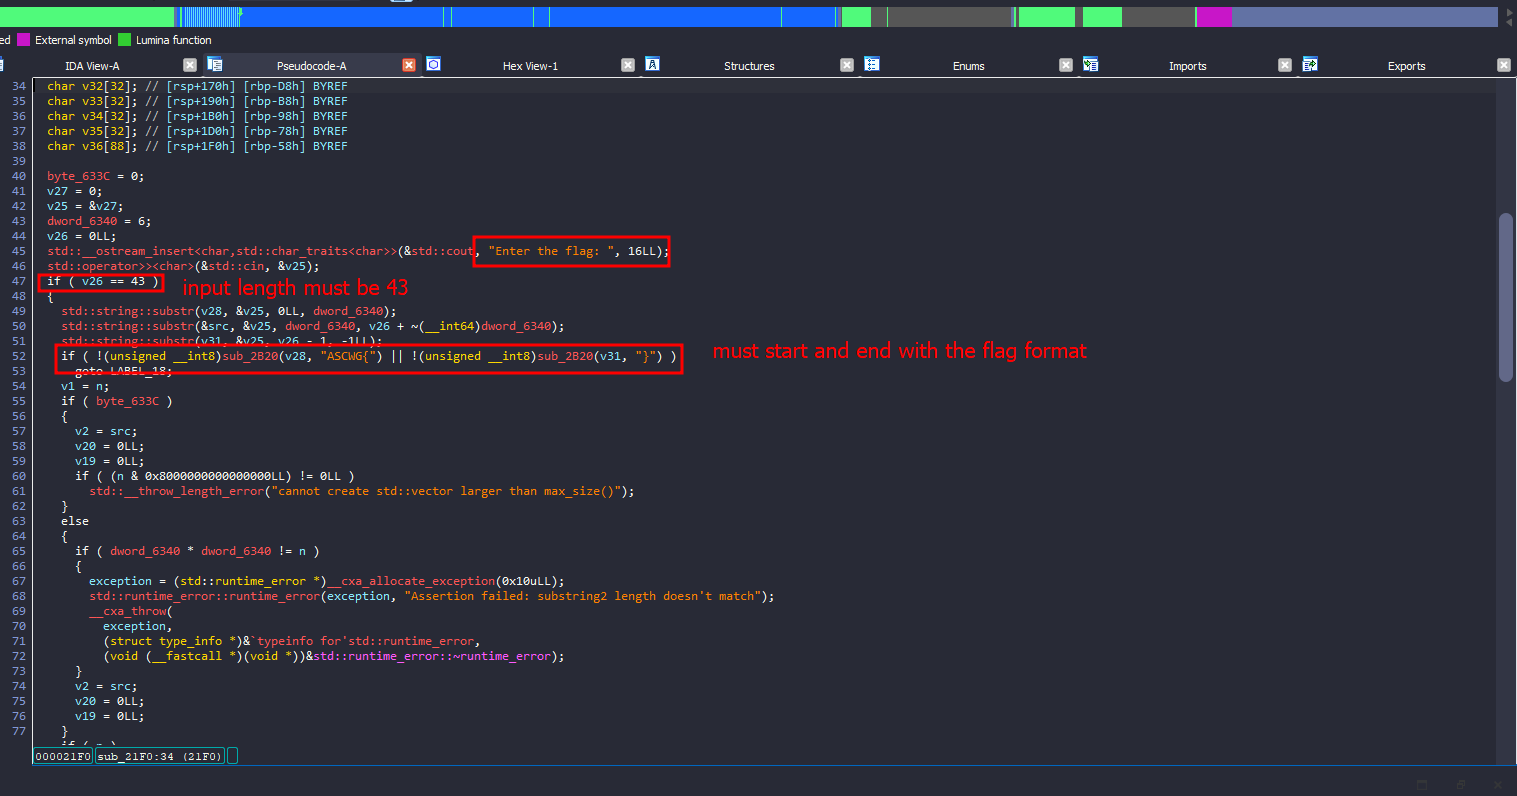 ed External symbol Lumina function
IDA View-A Pseudocode-A Hex View-1 Structures Enums Imports Exports
34 char v32[32]; // [rsp+170h] [rbp-D8h] BYREF
35 char v33[32]; // [rsp+190h] [rbp-B8h] BYREF
36 char v34[32]; // [rsp+1B0h] [rbp-98h] BYREF
37 char v35[32]; // [rsp+1D0h] [rbp-78h] BYREF
38 char v36[88]; // [rsp+1F0h] [rbp-58h] BYREF
39
40 byte_633C = 0;
41 v27 = 0;
42 v25 = &v27;
43 dword_6340 = 6;
44 v26 = 0LL;
45 std::__ostream_insert<char,std::char_traits<char>>(&std::cout, "Enter the flag: ", 16LL);
46 std::operator>><char>(&std::cin, &v25);
47 if ( v26 == 43 ) input length must be 43
48 {
49 std::string::substr(v28, &v25, 0LL, dword_6340);
50 std::string::substr(&src, &v25, dword_6340, v26 + ~(__int64)dword_6340);
51 std::string::substr(v31, &v25, v26 - 1, -1LL);
52 if ( !(unsigned __int8)sub_2B20(v28, "ASCWG{") || !(unsigned __int8)sub_2B20(v31, "}") ) must start and end with the flag format
53 goto LABEL_18;
54 v1 = n;
55 if ( byte_633C )
56 {
57 v2 = src;
58 v20 = 0LL;
59 v19 = 0LL;
60 if ( (n & 0x8000000000000000LL) != 0LL )
61 std::__throw_length_error("cannot create std::vector larger than max_size()");
62 }
63 else
64 {
65 if ( dword_6340 * dword_6340 != n )
66 {
67 exception = (std::runtime_error *)__cxa_allocate_exception(0x10uLL);
68 std::runtime_error::runtime_error(exception, "Assertion failed: substring2 length doesn't match");
69 __cxa_throw(
70 exception,
71 (struct type_info *)&`typeinfo for'std::runtime_error,
72 (void (__fastcall *)(void *))&std::runtime_error::~runtime_error);
73 }
74 v2 = src;
75 v20 = 0LL;
76 v19 = 0LL;
77 }
if ( n )
000021F0 sub_21F0:34 (21F0)